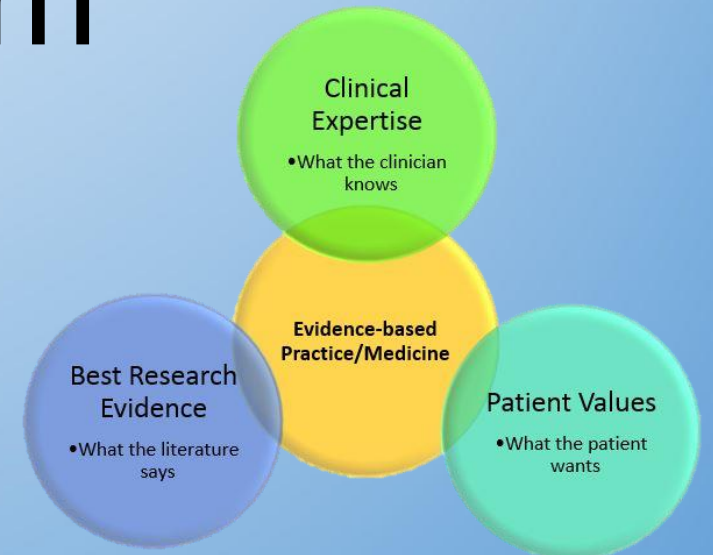 Clinical
Expertise
•What the clinician
knows
Evidence-based
Practice/Medicine
Best Research
Evidence
•What the literature
says
Patient Values
•What the patient
wants